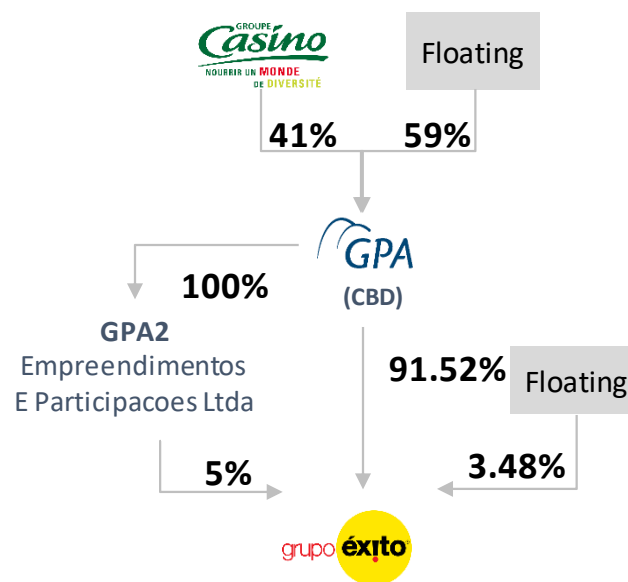 GROUPE
Casino
NOURRIR UN MONDE
DE DIVERSITÉ
Floating
41%
59%
GPA
(CBD)
100%
GPA2
Empreendimentos
E Participacoes Ltda
91.52%
Floating
5%
3.48%
grupo éxito